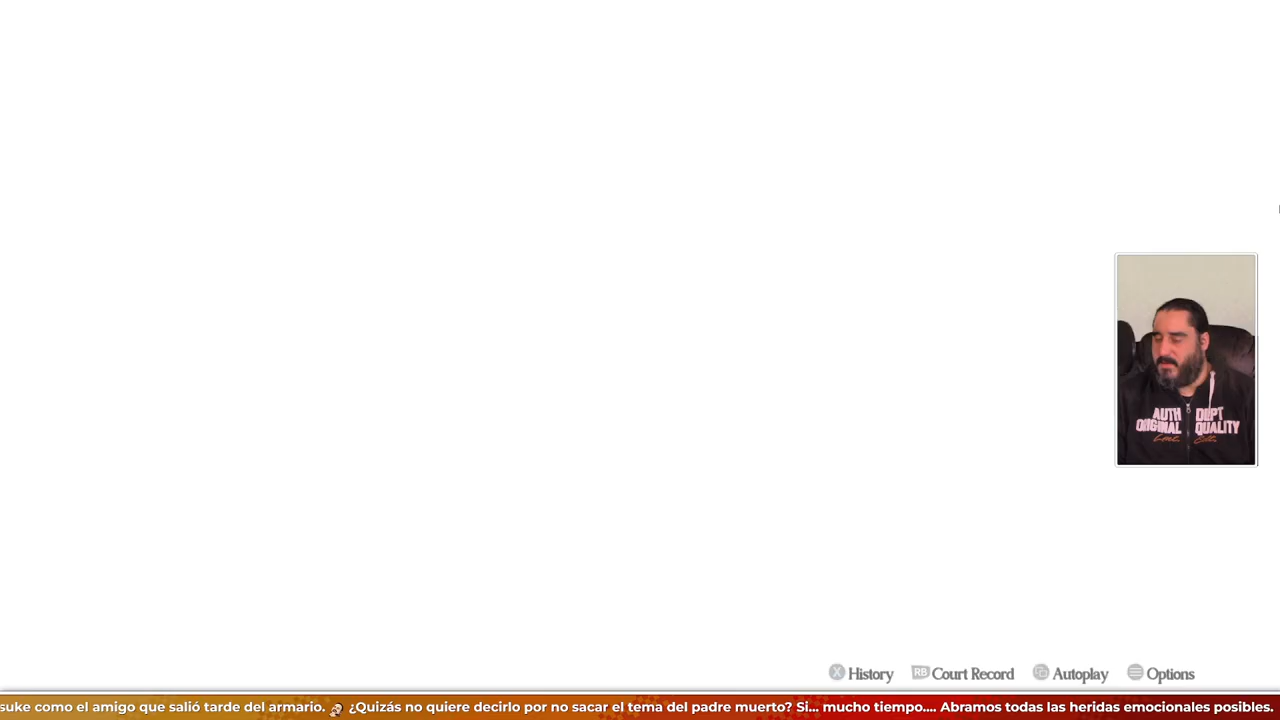 AUTH DEPT
ORIGINAL QUALITY
X History RB Court Record Autoplay Options
suke como el amigo que salió tarde del armario. ¿Quizás no quiere decirlo por no sacar el tema del padre muerto? Si... mucho tiempo.... Abramos todas las heridas emocionales posibles.